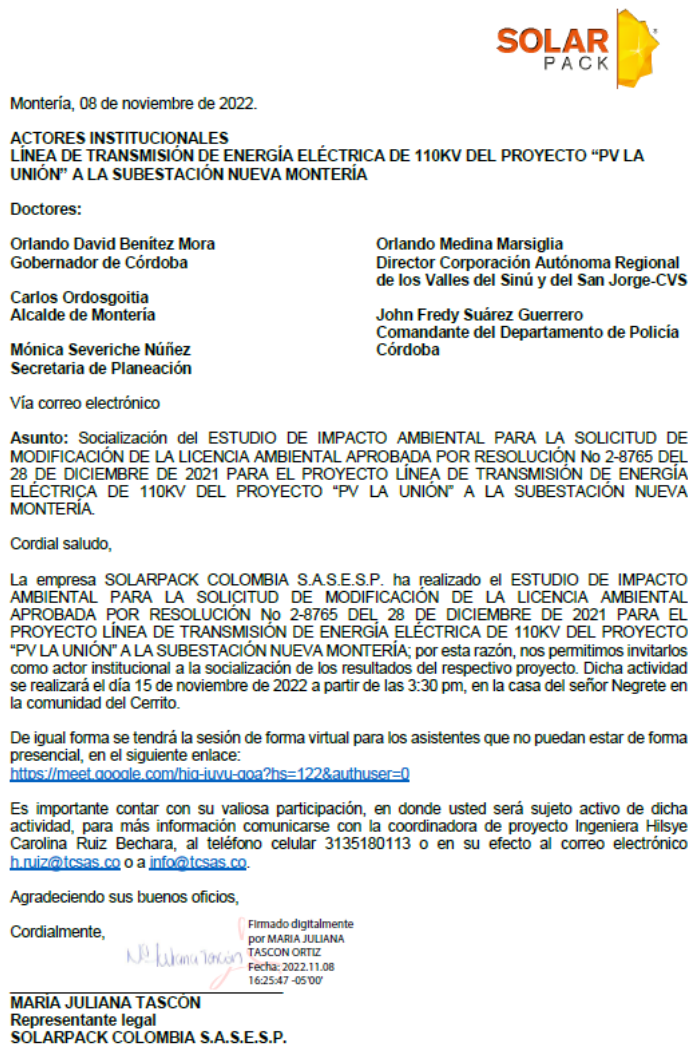 SOLAR
PACK
Montería, 08 de noviembre de 2022.
ACTORES INSTITUCIONALES
LÍNEA DE TRANSMISIÓN DE ENERGÍA ELÉCTRICA DE 110KV DEL PROYECTO “PV LA
UNIÓN” A LA SUBESTACIÓN NUEVA MONTERÍA
Doctores:
Orlando David Benítez Mora
Gobernador de Córdoba
Carlos Ordosgoitia
Alcalde de Montería
Mónica Severiche Núñez
Secretaria de Planeación
Orlando Medina Marsiglia
Director Corporación Autónoma Regional
de los Valles del Sinú y del San Jorge-CVS
John Fredy Suárez Guerrero
Comandante del Departamento de Policía
Córdoba
Vía correo electrónico
Asunto: Socialización del ESTUDIO DE IMPACTO AMBIENTAL PARA LA SOLICITUD DE
MODIFICACIÓN DE LA LICENCIA AMBIENTAL APROBADA POR RESOLUCIÓN No 2-8765 DEL
28 DE DICIEMBRE DE 2021 PARA EL PROYECTO LÍNEA DE TRANSMISIÓN DE ENERGÍA
ELÉCTRICA DE 110KV DEL PROYECTO “PV LA UNIÓN” A LA SUBESTACIÓN NUEVA
MONTERÍA.
Cordial saludo,
La empresa SOLARPACK COLOMBIA S.A.S.E.S.P. ha realizado el ESTUDIO DE IMPACTO
AMBIENTAL PARA LA SOLICITUD DE MODIFICACIÓN DE LA LICENCIA AMBIENTAL
APROBADA POR RESOLUCIÓN No 2-8765 DEL 28 DE DICIEMBRE DE 2021 PARA EL
PROYECTO LÍNEA DE TRANSMISIÓN DE ENERGÍA ELÉCTRICA DE 110KV DEL PROYECTO
“PV LA UNIÓN” A LA SUBESTACIÓN NUEVA MONTERÍA; por esta razón, nos permitimos invitarlos
como actor institucional a la socialización de los resultados del respectivo proyecto. Dicha actividad
se realizará el día 15 de noviembre de 2022 a partir de las 3:30 pm, en la casa del señor Negrete en
la comunidad del Cerrito.
De igual forma se tendrá la sesión de forma virtual para los asistentes que no puedan estar de forma
presencial, en el siguiente enlace:
https://meet.google.com/hig-juvu-goa?hs=122&authuser=0
Es importante contar con su valiosa participación, en donde usted será sujeto activo de dicha
actividad, para más información comunicarse con la coordinadora de proyecto Ingeniera Hilsye
Carolina Ruiz Bechara, al teléfono celular 3135180113 o en su efecto al correo electrónico
h.ruiz@tcsas.co o a info@tcsas.co.
Agradeciendo sus buenos oficios,
Cordialmente,
Mª Juliana Tascón
Firmado digitalmente
por MARIA JULIANA
TASCON ORTIZ
Fecha: 2022.11.08
16:25:47 -05'00'
MARÍA JULIANA TASCÓN
Representante legal
SOLARPACK COLOMBIA S.A.S.E.S.P.